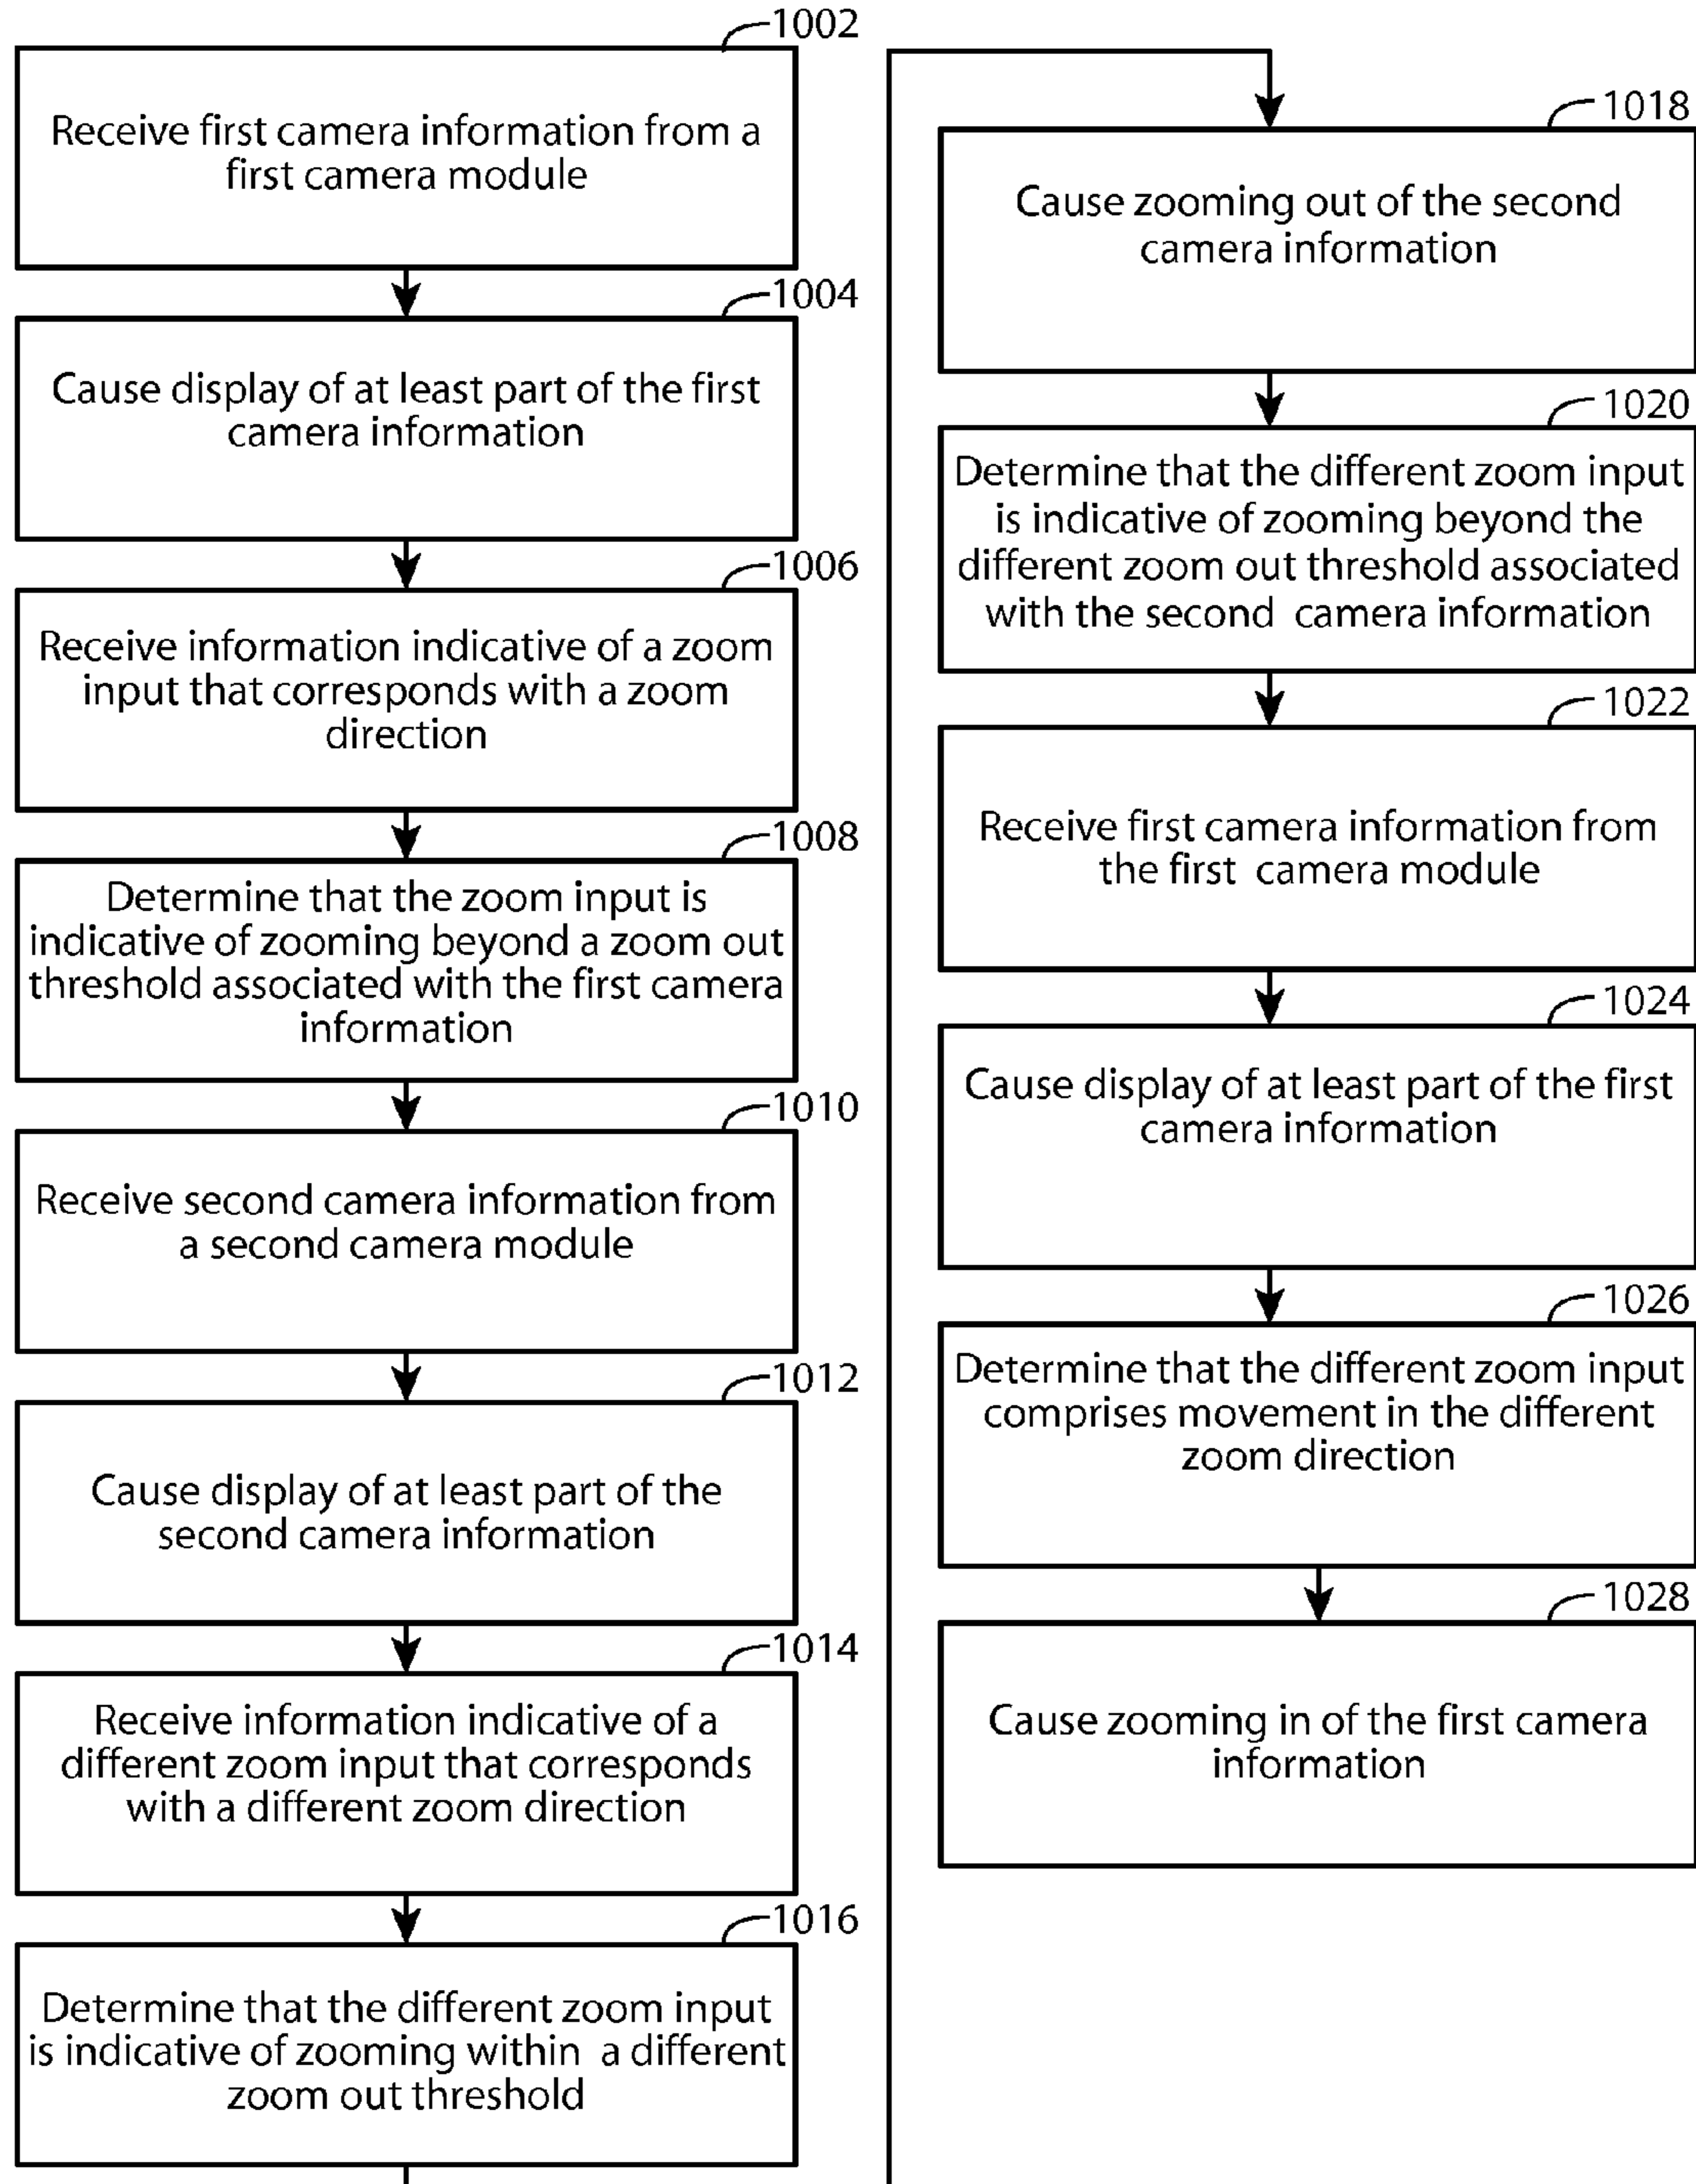 1002
Receive first camera information from a
first camera module
1004
Cause display of at least part of the first
camera information
1006
Receive information indicative of a zoom
input that corresponds with a zoom
direction
1008
Determine that the zoom input is
indicative of zooming beyond a zoom out
threshold associated with the first camera
information
1010
Receive second camera information from
a second camera module
1012
Cause display of at least part of the
second camera information
1014
Receive information indicative of a
different zoom input that corresponds
with a different zoom direction
1016
Determine that the different zoom input
is indicative of zooming within a different
zoom out threshold
1018
Cause zooming out of the second
camera information
1020
Determine that the different zoom input
is indicative of zooming beyond the
different zoom out threshold associated
with the second camera information
1022
Receive first camera information from
the first camera module
1024
Cause display of at least part of the first
camera information
1026
Determine that the different zoom input
comprises movement in the different
zoom direction
1028
Cause zooming in of the first camera
information